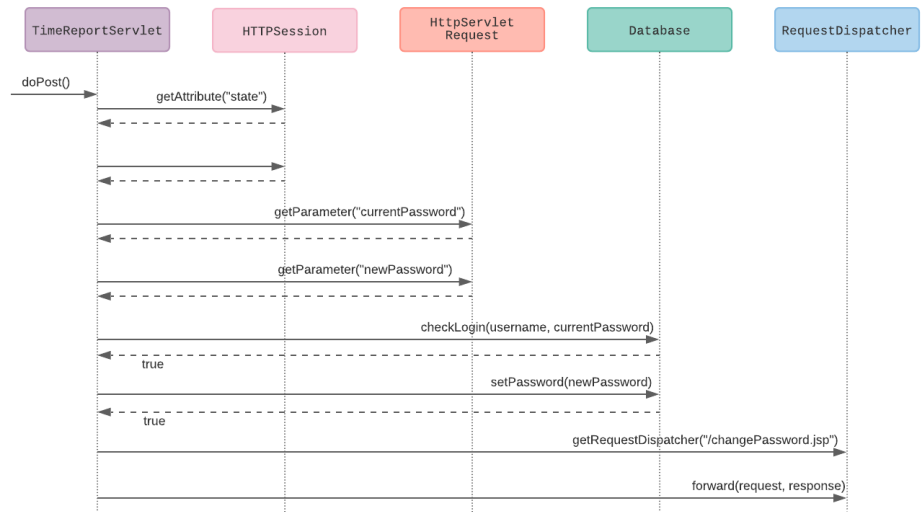 TimeReportServlet
HTTPSession
HttpServlet
Request
Database
RequestDispatcher
doPost()
getAttribute("state")
getParameter("currentPassword")
getParameter("newPassword")
checkLogin(username, currentPassword)
true
setPassword(newPassword)
true
getRequestDispatcher("/changePassword.jsp")
forward(request, response)